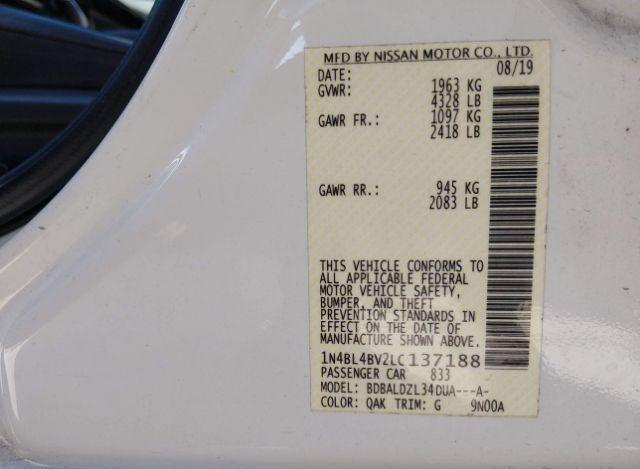 MFD BY NISSAN MOTOR CO., LTD.
DATE: 08/19
GVWR: 1963 KG
4328 LB
GAWR FR.: 1097 KG
2418 LB
GAWR RR.: 945 KG
2083 LB
THIS VEHICLE CONFORMS TO
ALL APPLICABLE FEDERAL
MOTOR VEHICLE SAFETY,
BUMPER, AND THEFT
PREVENTION STANDARDS IN
EFFECT ON THE DATE OF
MANUFACTURE SHOWN ABOVE.
1N4BL4BV2LC137188
PASSENGER CAR 833
MODEL: BDBALDZL34DUA---A-
COLOR: QAK TRIM: G 9N00A